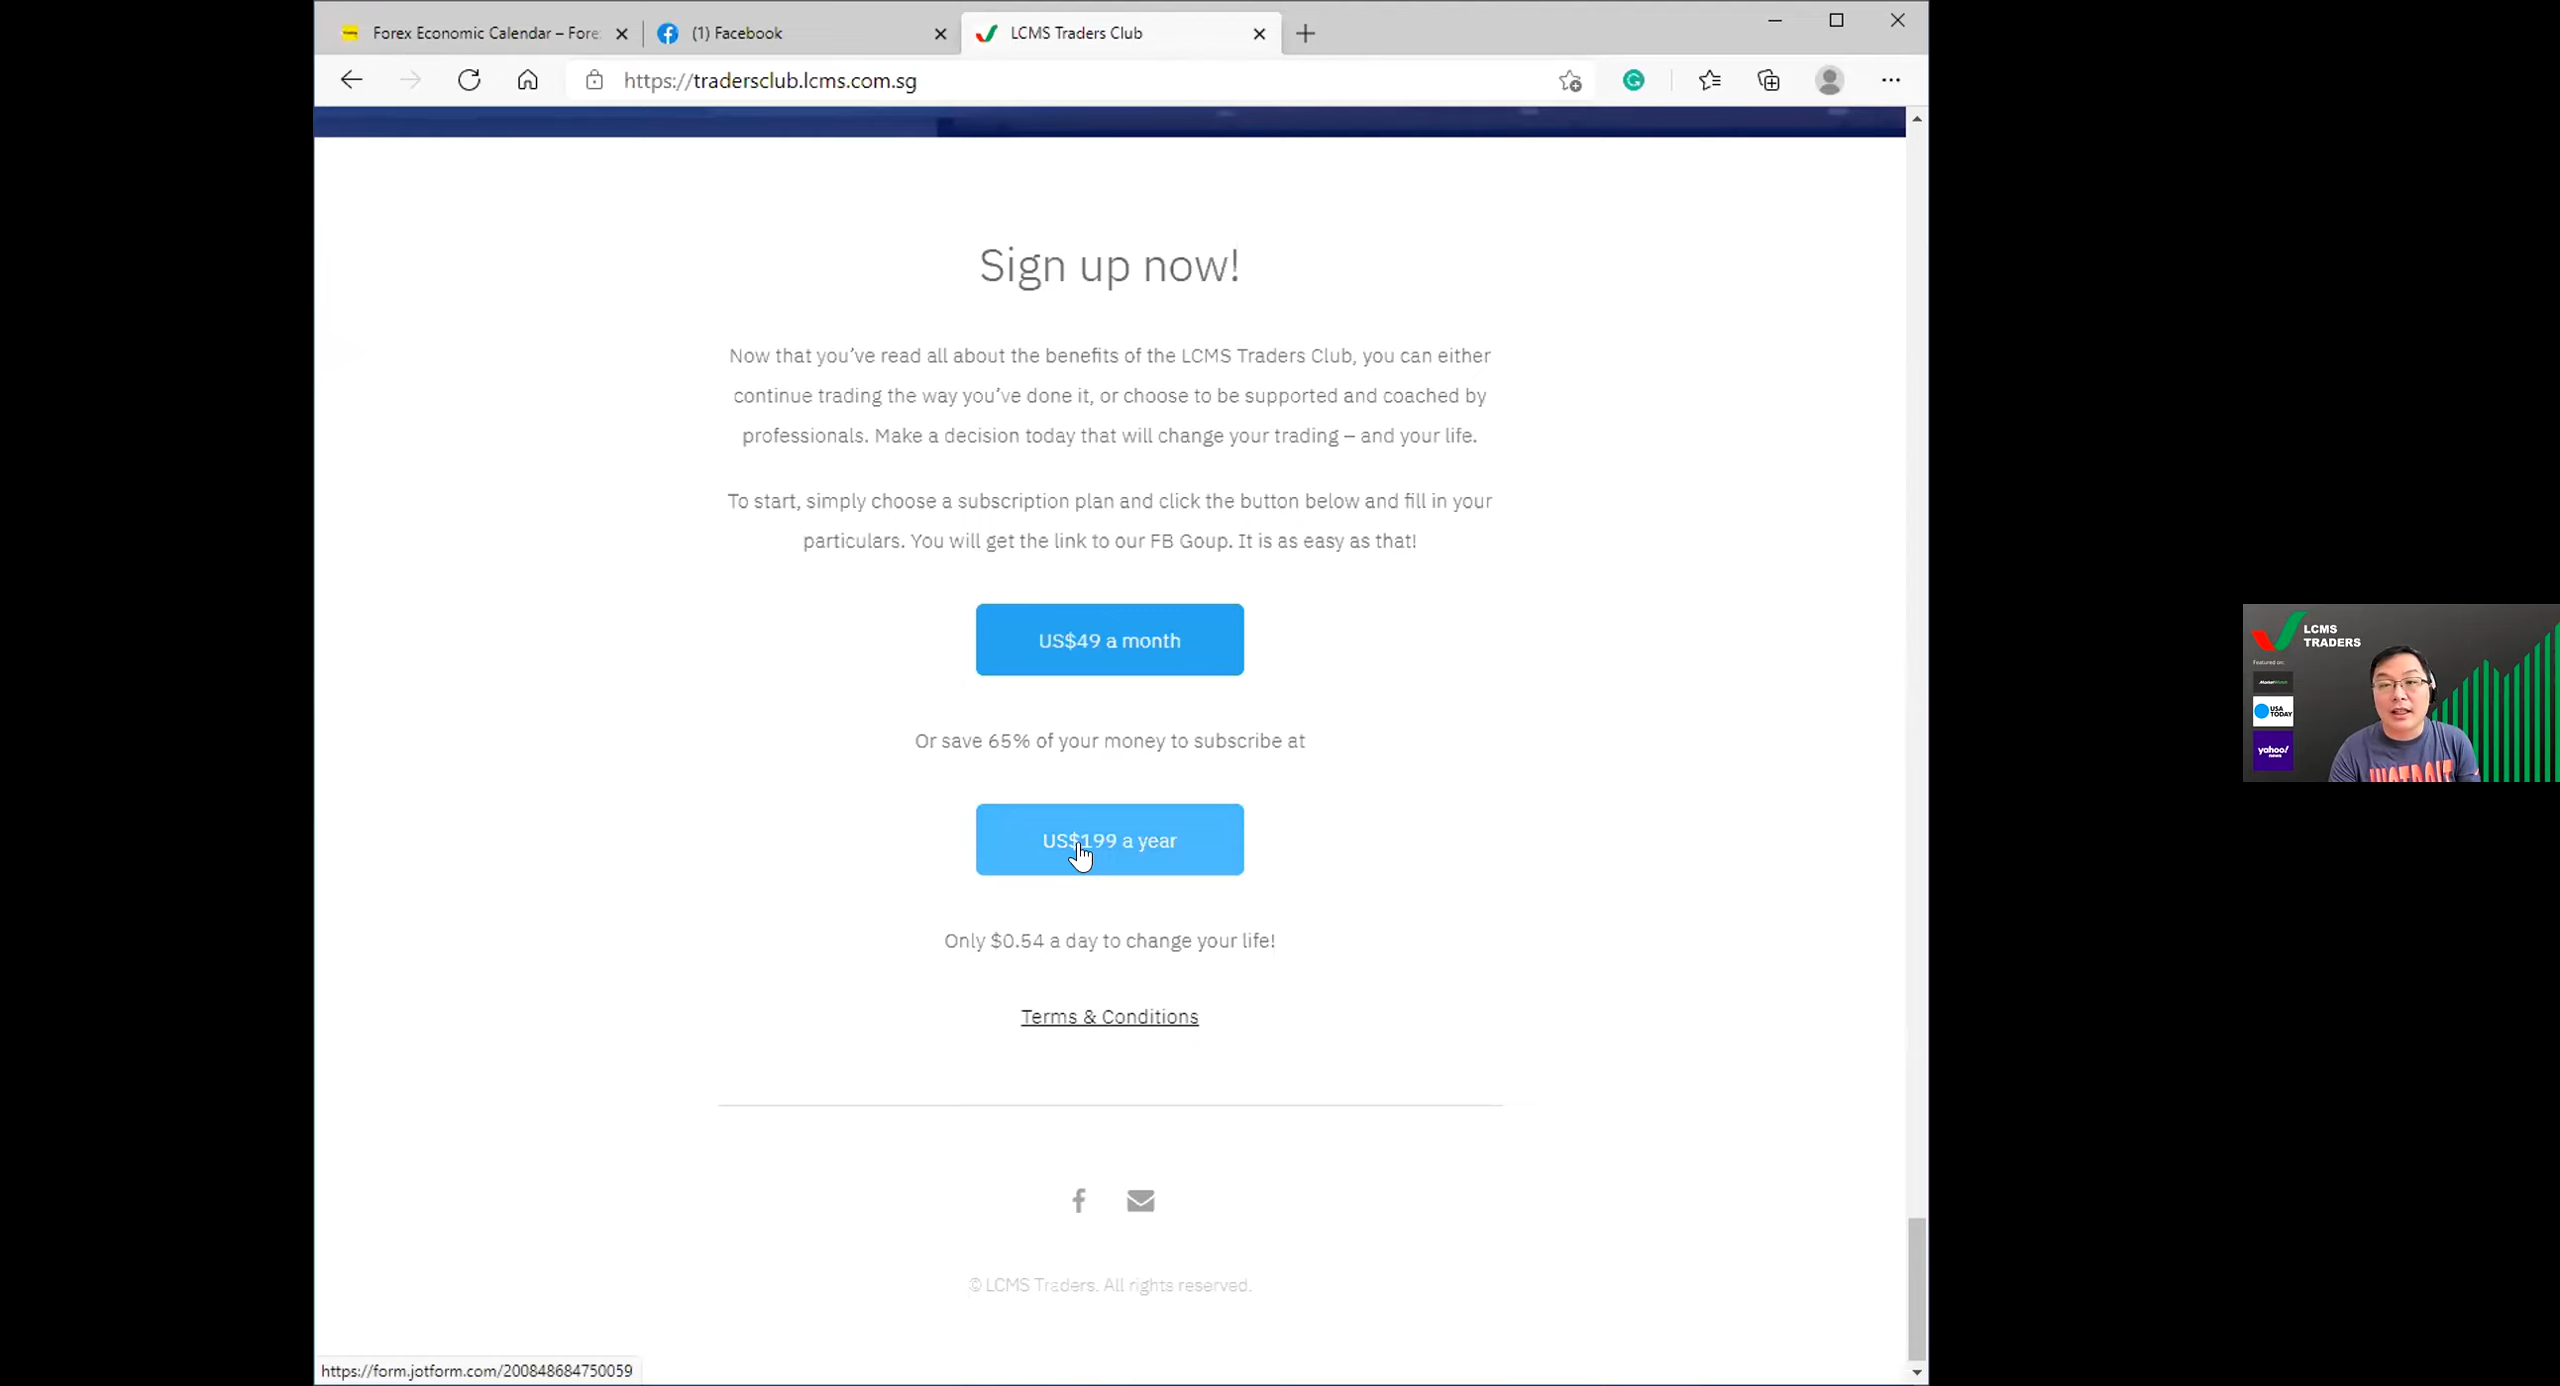 Forex Economic Calendar – Fore
(1) Facebook
LCMS Traders Club
https://tradersclub.lcms.com.sg
Sign up now!
Now that you've read all about the benefits of the LCMS Traders Club, you can either
continue trading the way you've done it, or choose to be supported and coached by
professionals. Make a decision today that will change your trading – and your life.
To start, simply choose a subscription plan and click the button below and fill in your
particulars. You will get the link to our FB Goup. It is as easy as that!
US$49 a month
Or save 65% of your money to subscribe at
US$199 a year
Only $0.54 a day to change your life!
Terms & Conditions
© LCMS Traders. All rights reserved.
https://form.jotform.com/200848684750059
LCMS
TRADERS
Featured on:
MarketWatch
USA
TODAY
yahoo!
news